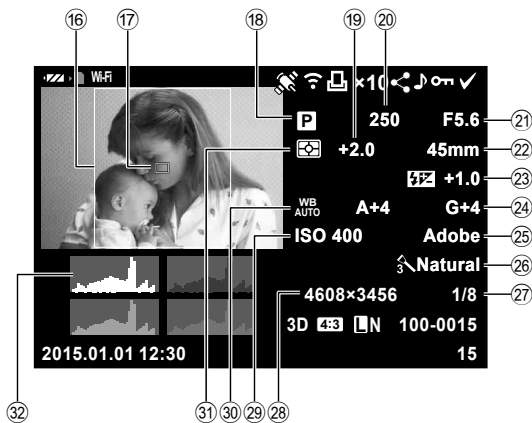 ⑯ ⑰ ⑱ ⑲ ⑳
Wi-Fi ×10
P 250 F5.6 ㉑
+2.0 45mm ㉒
+1.0 ㉓
WB AUTO A+4 G+4 ㉔
ISO 400 Adobe ㉕
3 Natural ㉖
4608×3456 1/8 ㉗
3D 4:3 LN 100-0015
2015.01.01 12:30 15
㉜ ㉛ ㉚ ㉙ ㉘